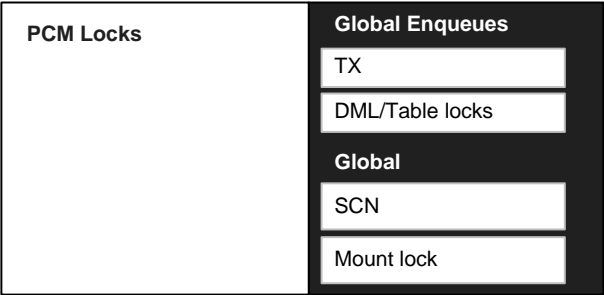 PCM Locks
Global Enqueues
TX
DML/Table locks
Global
SCN
Mount lock